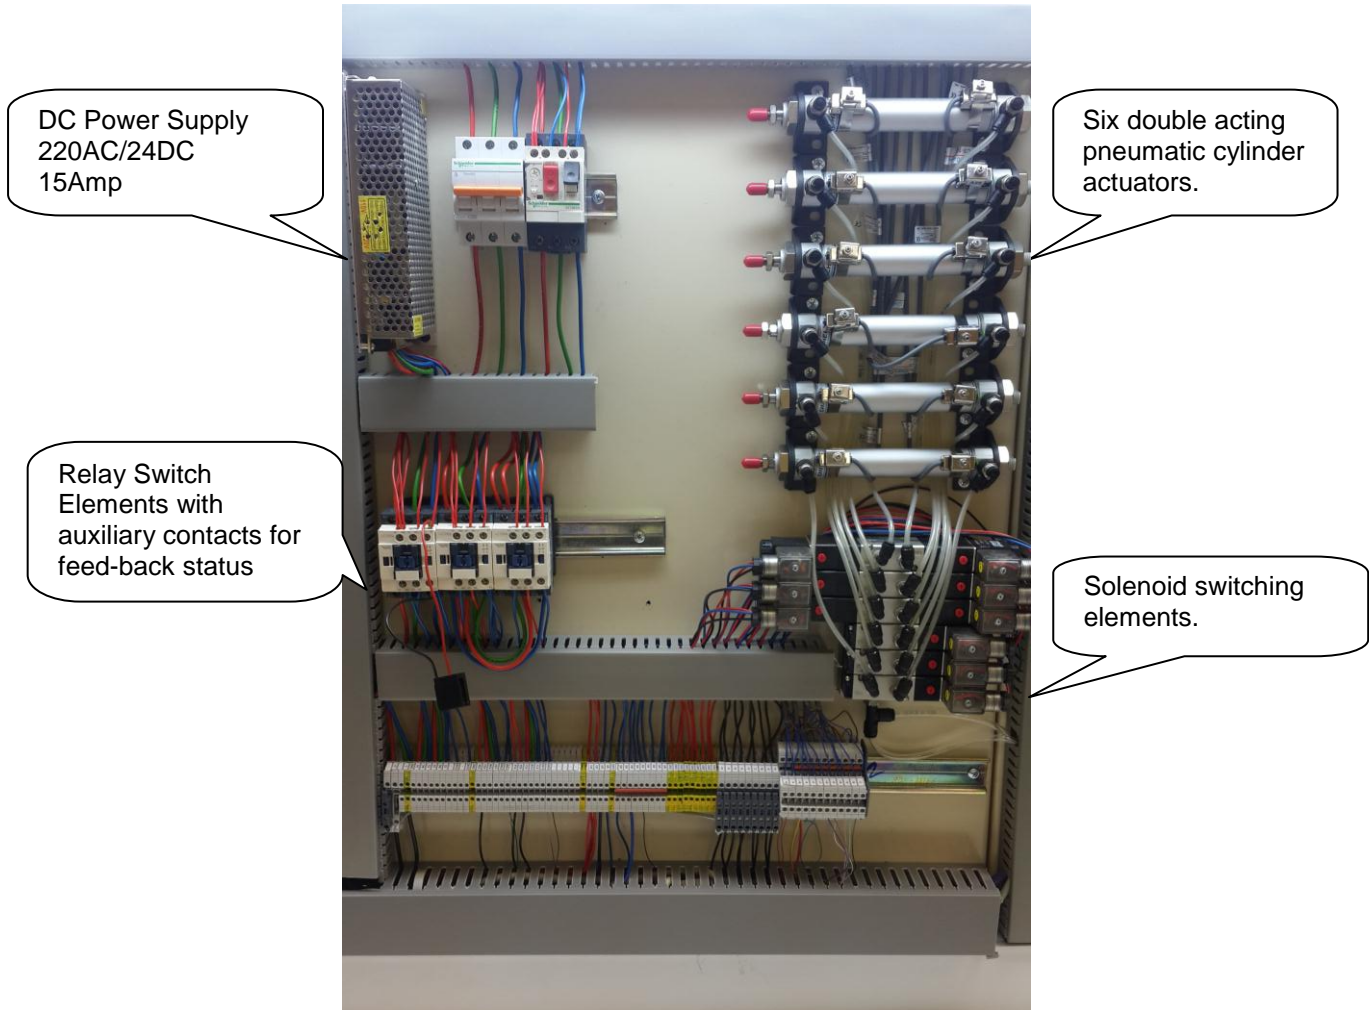 DC Power Supply
220AC/24DC
15Amp
Six double acting
pneumatic cylinder
actuators.
Relay Switch
Elements with
auxiliary contacts for
feed-back status
Solenoid switching
elements.